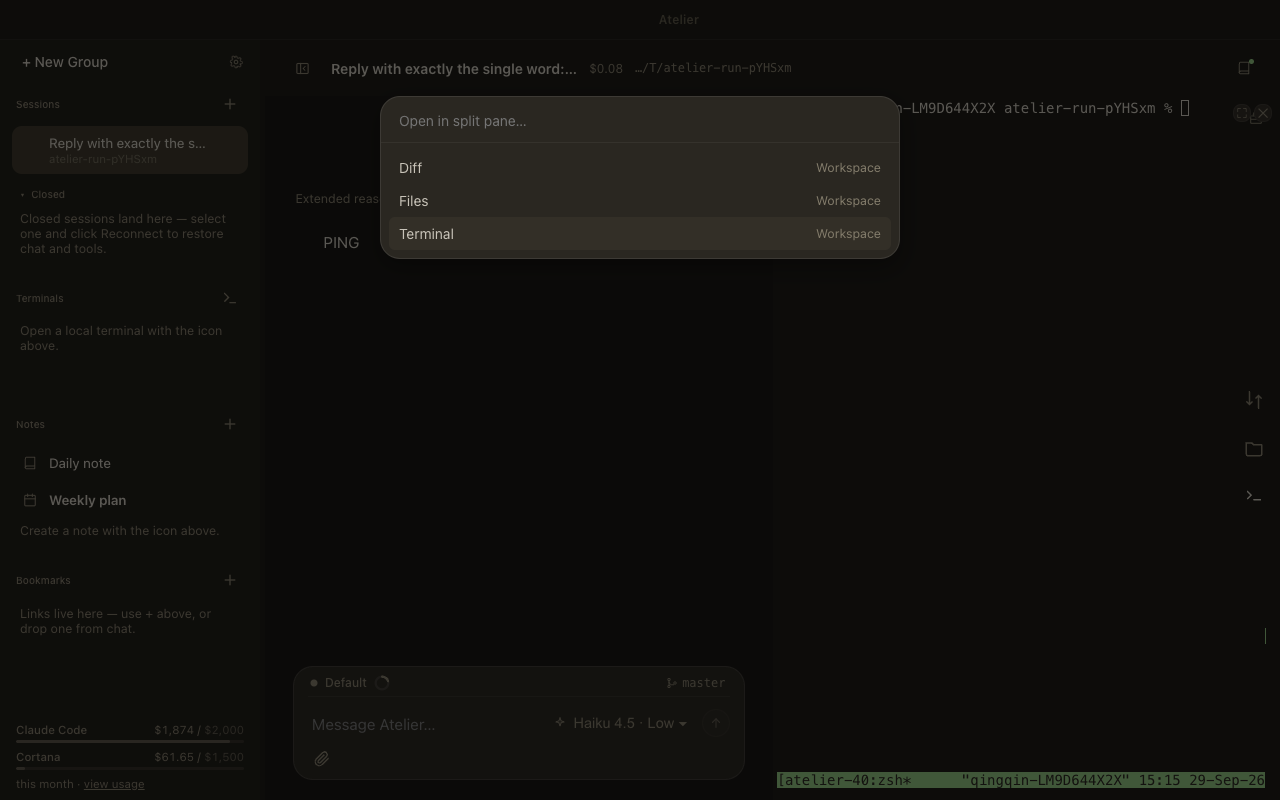 Atelier
+ New Group
Sessions
Reply with exactly the s...
atelier-run-pYHSxm
Closed
Closed sessions land here — select
one and click Reconnect to restore
chat and tools.
Terminals
Open a local terminal with the icon
above.
Notes
Daily note
Weekly plan
Create a note with the icon above.
Bookmarks
Links live here — use + above, or
drop one from chat.
Claude Code $1,874 / $2,000
Cortana $61.65 / $1,500
this month · view usage
Reply with exactly the single word:... $0.08 …/T/atelier-run-pYHSxm
Open in split pane...
Diff Workspace
Files Workspace
Terminal Workspace
Extended reas
PING
n-LM9D644X2X atelier-run-pYHSxm %
Default master
Message Atelier... Haiku 4.5 · Low
[atelier-40:zsh* "qingqin-LM9D644X2X" 15:15 29-Sep-26